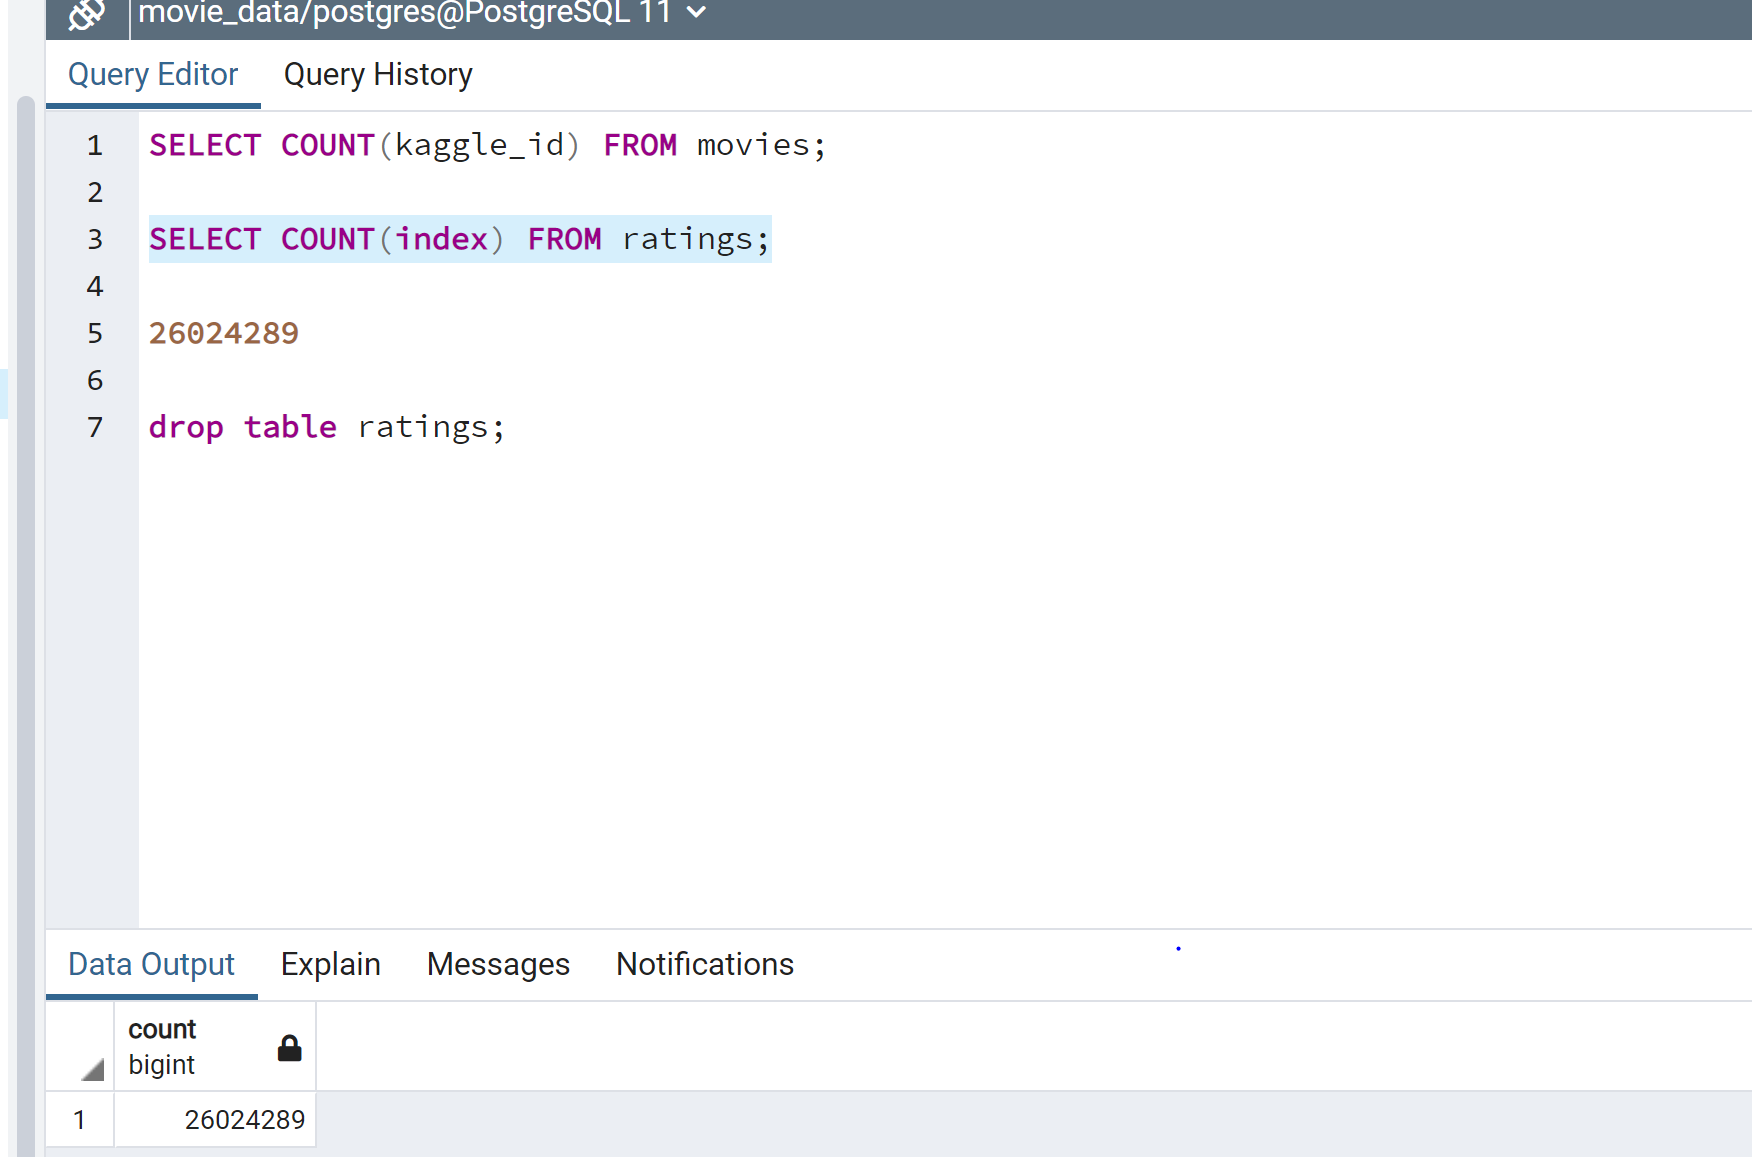 movie_data/postgres@PostgreSQL 11
Query Editor Query History
1 SELECT COUNT(kaggle_id) FROM movies;
2
3 SELECT COUNT(index) FROM ratings;
4
5 26024289
6
7 drop table ratings;
Data Output Explain Messages Notifications
count
bigint
1 26024289